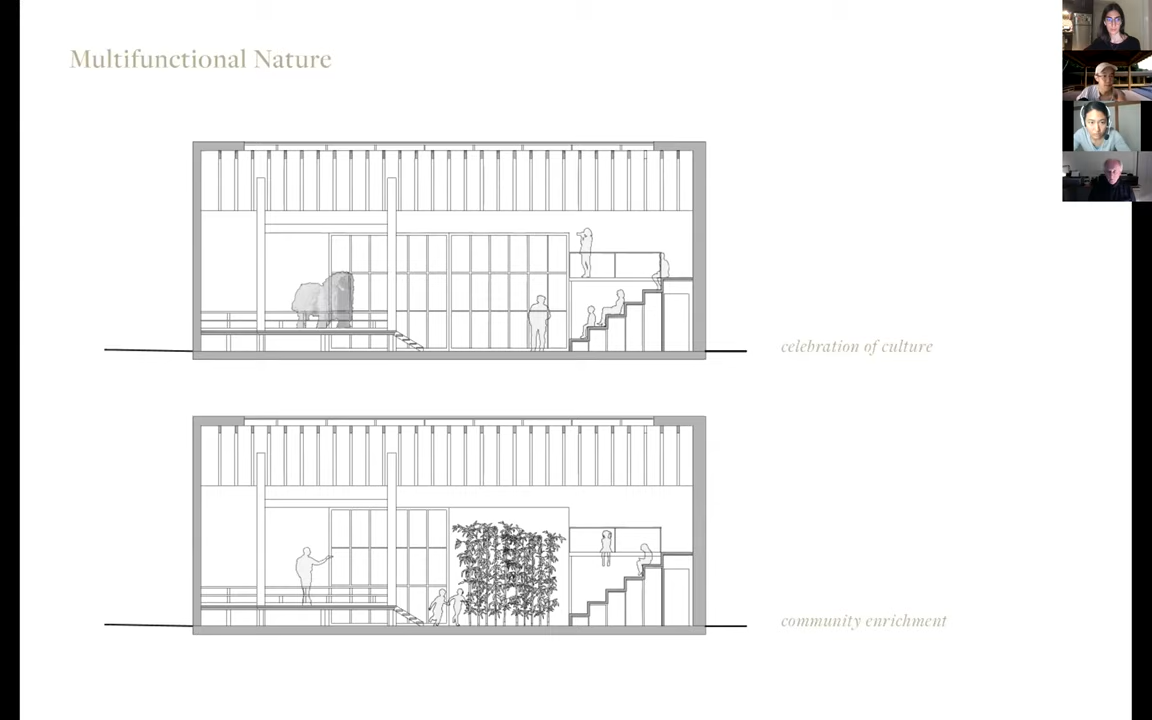 Multifunctional Nature
celebration of culture
community enrichment